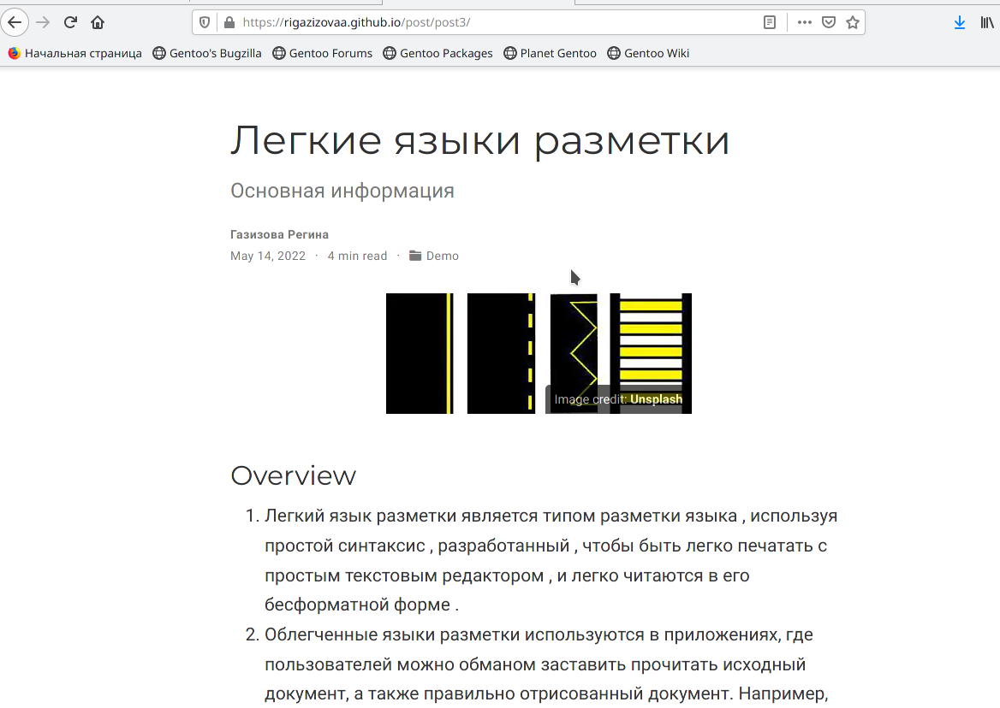 https://rigazizovaa.github.io/post/post3/
Начальная страница Gentoo's Bugzilla Gentoo Forums Gentoo Packages Planet Gentoo Gentoo Wiki
Легкие языки разметки
Основная информация
Газизова Регина
May 14, 2022 · 4 min read · Demo
Image credit: Unsplash
Overview
1. Легкий язык разметки является типом разметки языка , используя
простой синтаксис , разработанный , чтобы быть легко печатать с
простым текстовым редактором , и легко читаются в его
бесформатной форме .
2. Облегченные языки разметки используются в приложениях, где
пользователей можно обманом заставить прочитать исходный
документ, а также правильно отрисованный документ. Например,